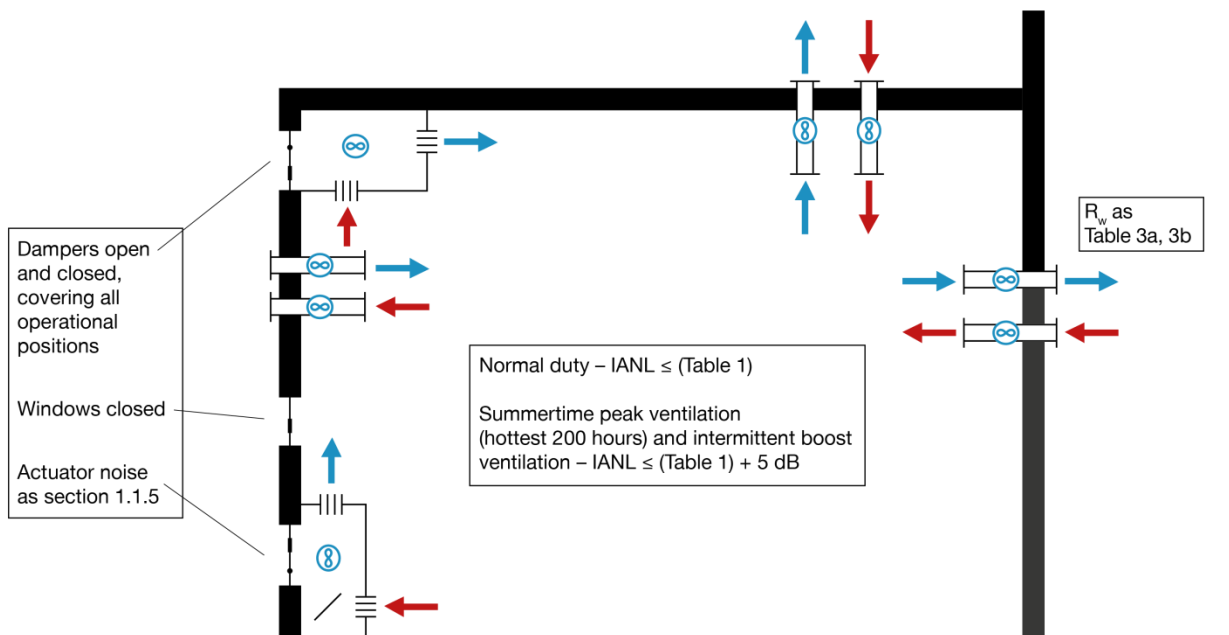 Dampers open
and closed,
covering all
operational
positions
Windows closed
Actuator noise
as section 1.1.5
Normal duty – IANL ≤ (Table 1)
Summertime peak ventilation
(hottest 200 hours) and intermittent boost
ventilation – IANL ≤ (Table 1) + 5 dB
R_w as
Table 3a, 3b